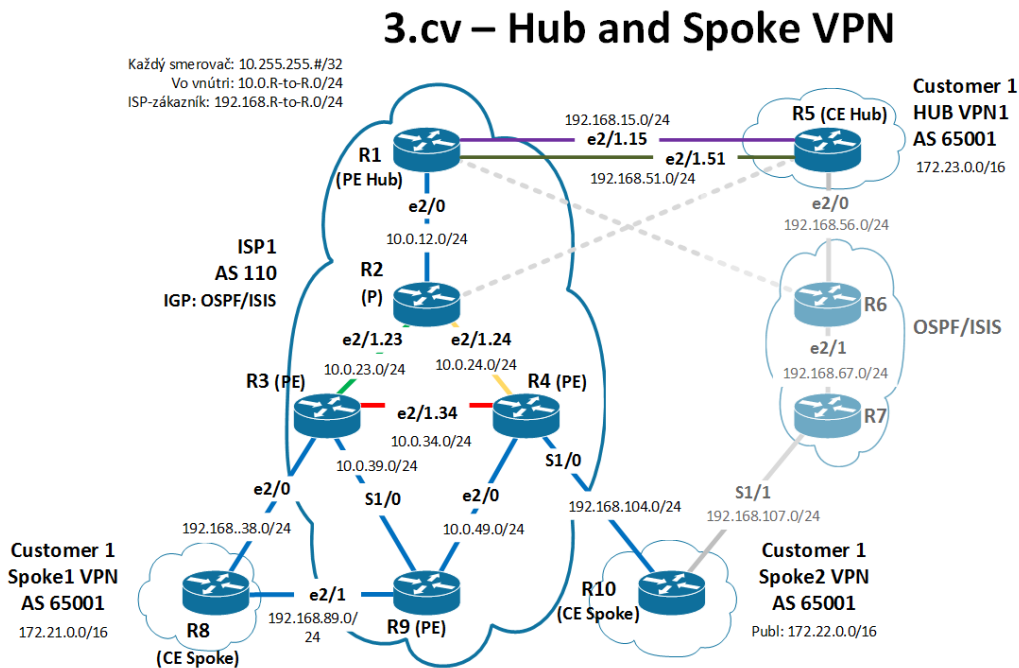 3.cv – Hub and Spoke VPN
Každý smerovač: 10.255.255.#/32
Vo vnútri: 10.0.R-to-R.0/24
ISP-zákazník: 192.168.R-to-R.0/24
Customer 1
HUB VPN1
AS 65001
172.23.0.0/16
R5 (CE Hub)
192.168.15.0/24
e2/1.15
e2/1.51
192.168.51.0/24
R1
(PE Hub)
e2/0
10.0.12.0/24
e2/0
192.168.56.0/24
ISP1
AS 110
IGP: OSPF/ISIS
R2
(P)
R6
OSPF/ISIS
e2/1
192.168.67.0/24
R7
e2/1.23
10.0.23.0/24
e2/1.24
10.0.24.0/24
R3 (PE)
R4 (PE)
e2/1.34
10.0.34.0/24
10.0.39.0/24
S1/0
e2/0
S1/0
e2/0
192.168.104.0/24
S1/1
192.168.107.0/24
192.168..38.0/24
10.0.49.0/24
Customer 1
Spoke1 VPN
AS 65001
172.21.0.0/16
R8
(CE Spoke)
e2/1
192.168.89.0/
24
R9 (PE)
R10
(CE Spoke)
Customer 1
Spoke2 VPN
AS 65001
Publ: 172.22.0.0/16